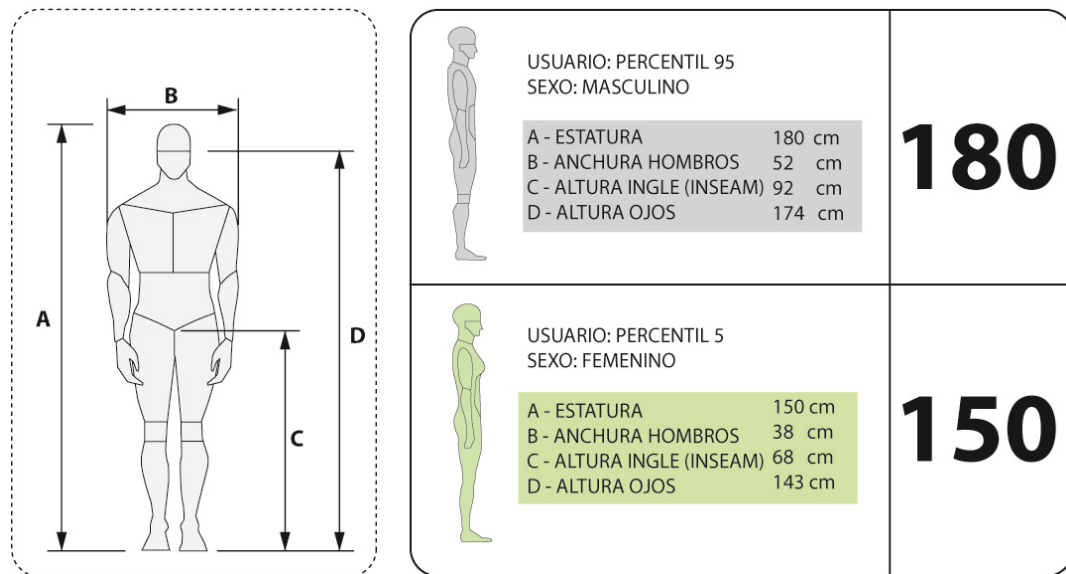 B
A
D
C
USUARIO: PERCENTIL 95
SEXO: MASCULINO
A - ESTATURA 180 cm
B - ANCHURA HOMBROS 52 cm
C - ALTURA INGLE (INSEAM) 92 cm
D - ALTURA OJOS 174 cm
180
USUARIO: PERCENTIL 5
SEXO: FEMENINO
A - ESTATURA 150 cm
B - ANCHURA HOMBROS 38 cm
C - ALTURA INGLE (INSEAM) 68 cm
D - ALTURA OJOS 143 cm
150